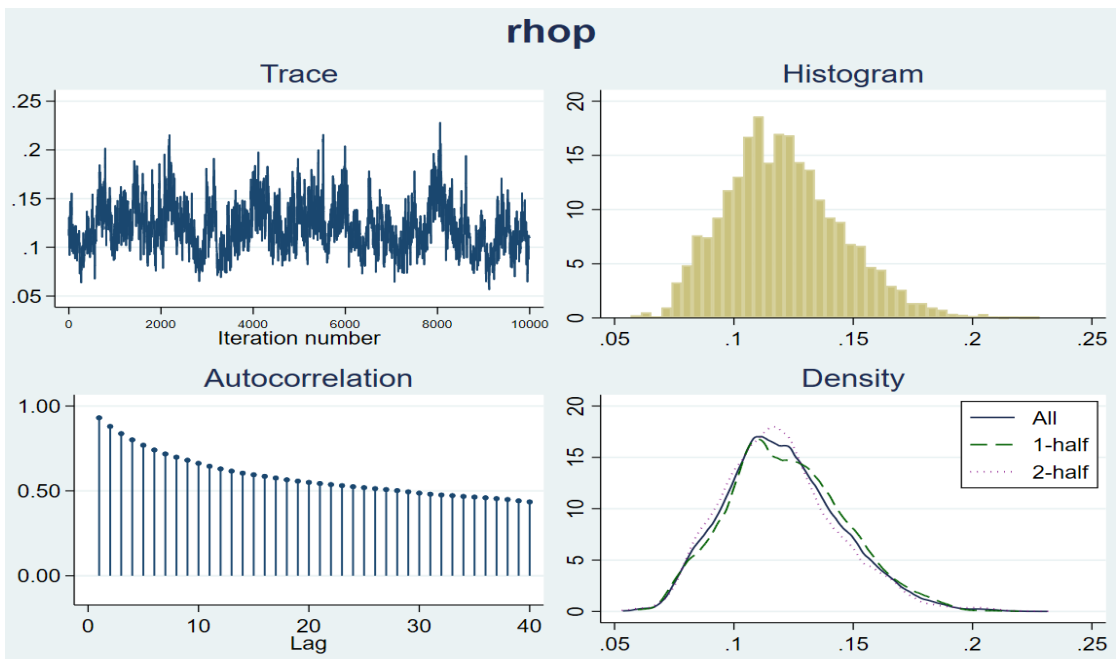 rhop
Trace
.25
.2
.15
.1
.05
0 2000 4000 6000 8000 10000
Iteration number
Histogram
20
15
10
5
0
.05 .1 .15 .2 .25
Autocorrelation
1.00
0.50
0.00
0 10 20 30 40
Lag
Density
20
15
10
5
0
.05 .1 .15 .2 .25
All
1-half
2-half